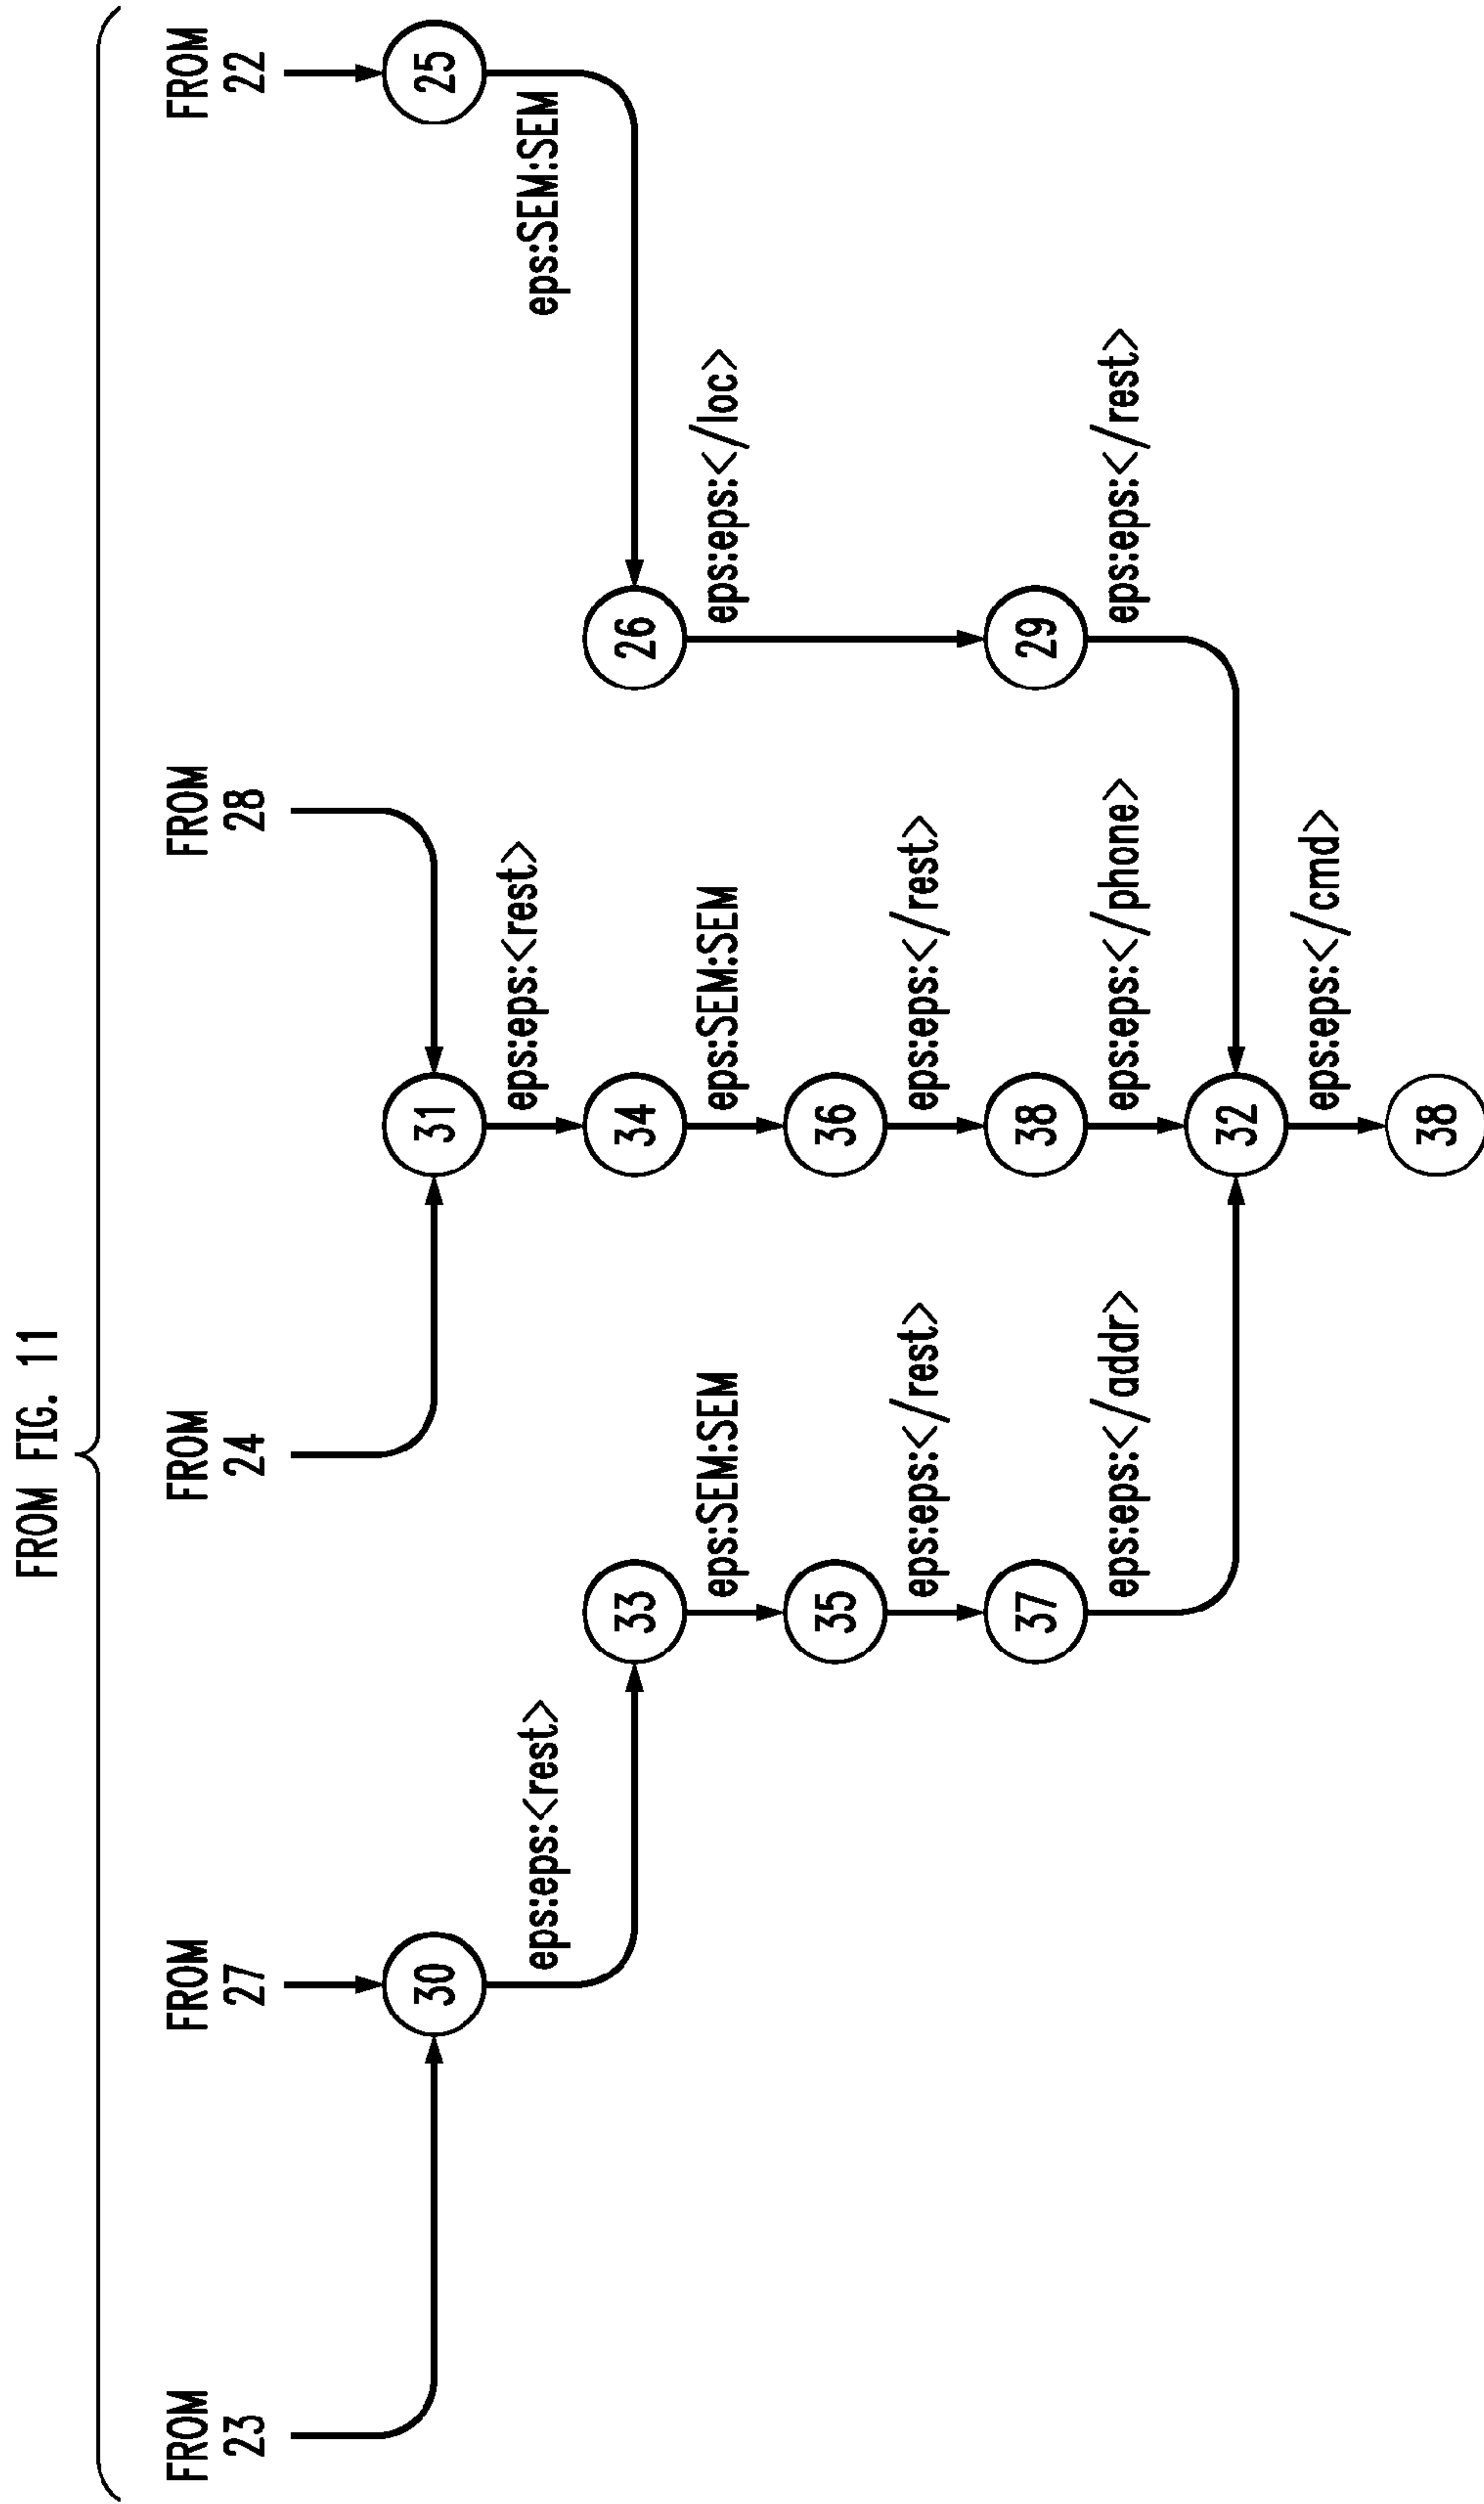 FROM FIG. 11
FROM
23
FROM
27
FROM
24
FROM
28
FROM
22
30
31
25
eps:eps:<rest>
eps:eps:<rest>
eps:SEM:SEM
33
34
26
eps:SEM:SEM
eps:SEM:SEM
eps:eps:</loc>
35
36
eps:eps:</rest>
eps:eps:</rest>
37
38
29
eps:eps:</addr>
eps:eps:</phone>
eps:eps:</rest>
32
eps:eps:</cmd>
38